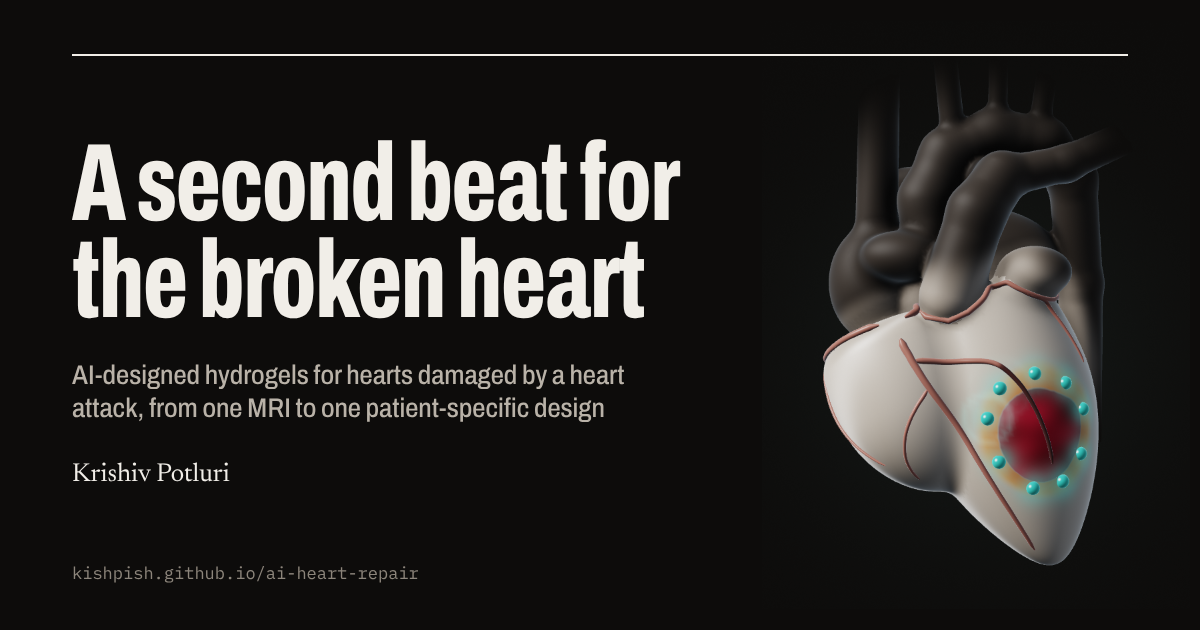 A second beat for
the broken heart
AI-designed hydrogels for hearts damaged by a heart
attack, from one MRI to one patient-specific design
Krishiv Potluri
kishpish.github.io/ai-heart-repair